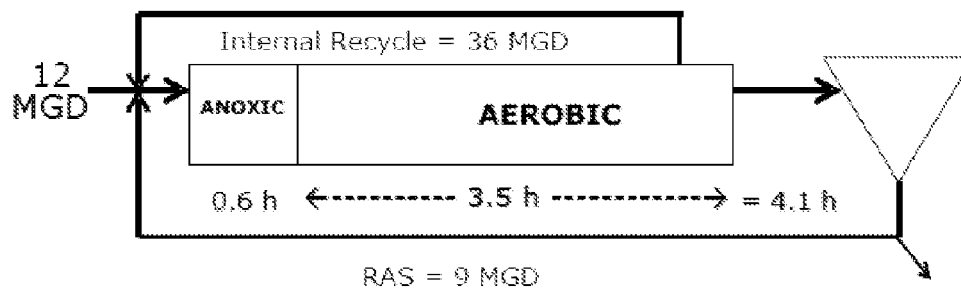 Internal Recycle = 36 MGD
12
MGD
ANOXIC
AEROBIC
0.6 h
3.5 h
= 4.1 h
RAS = 9 MGD